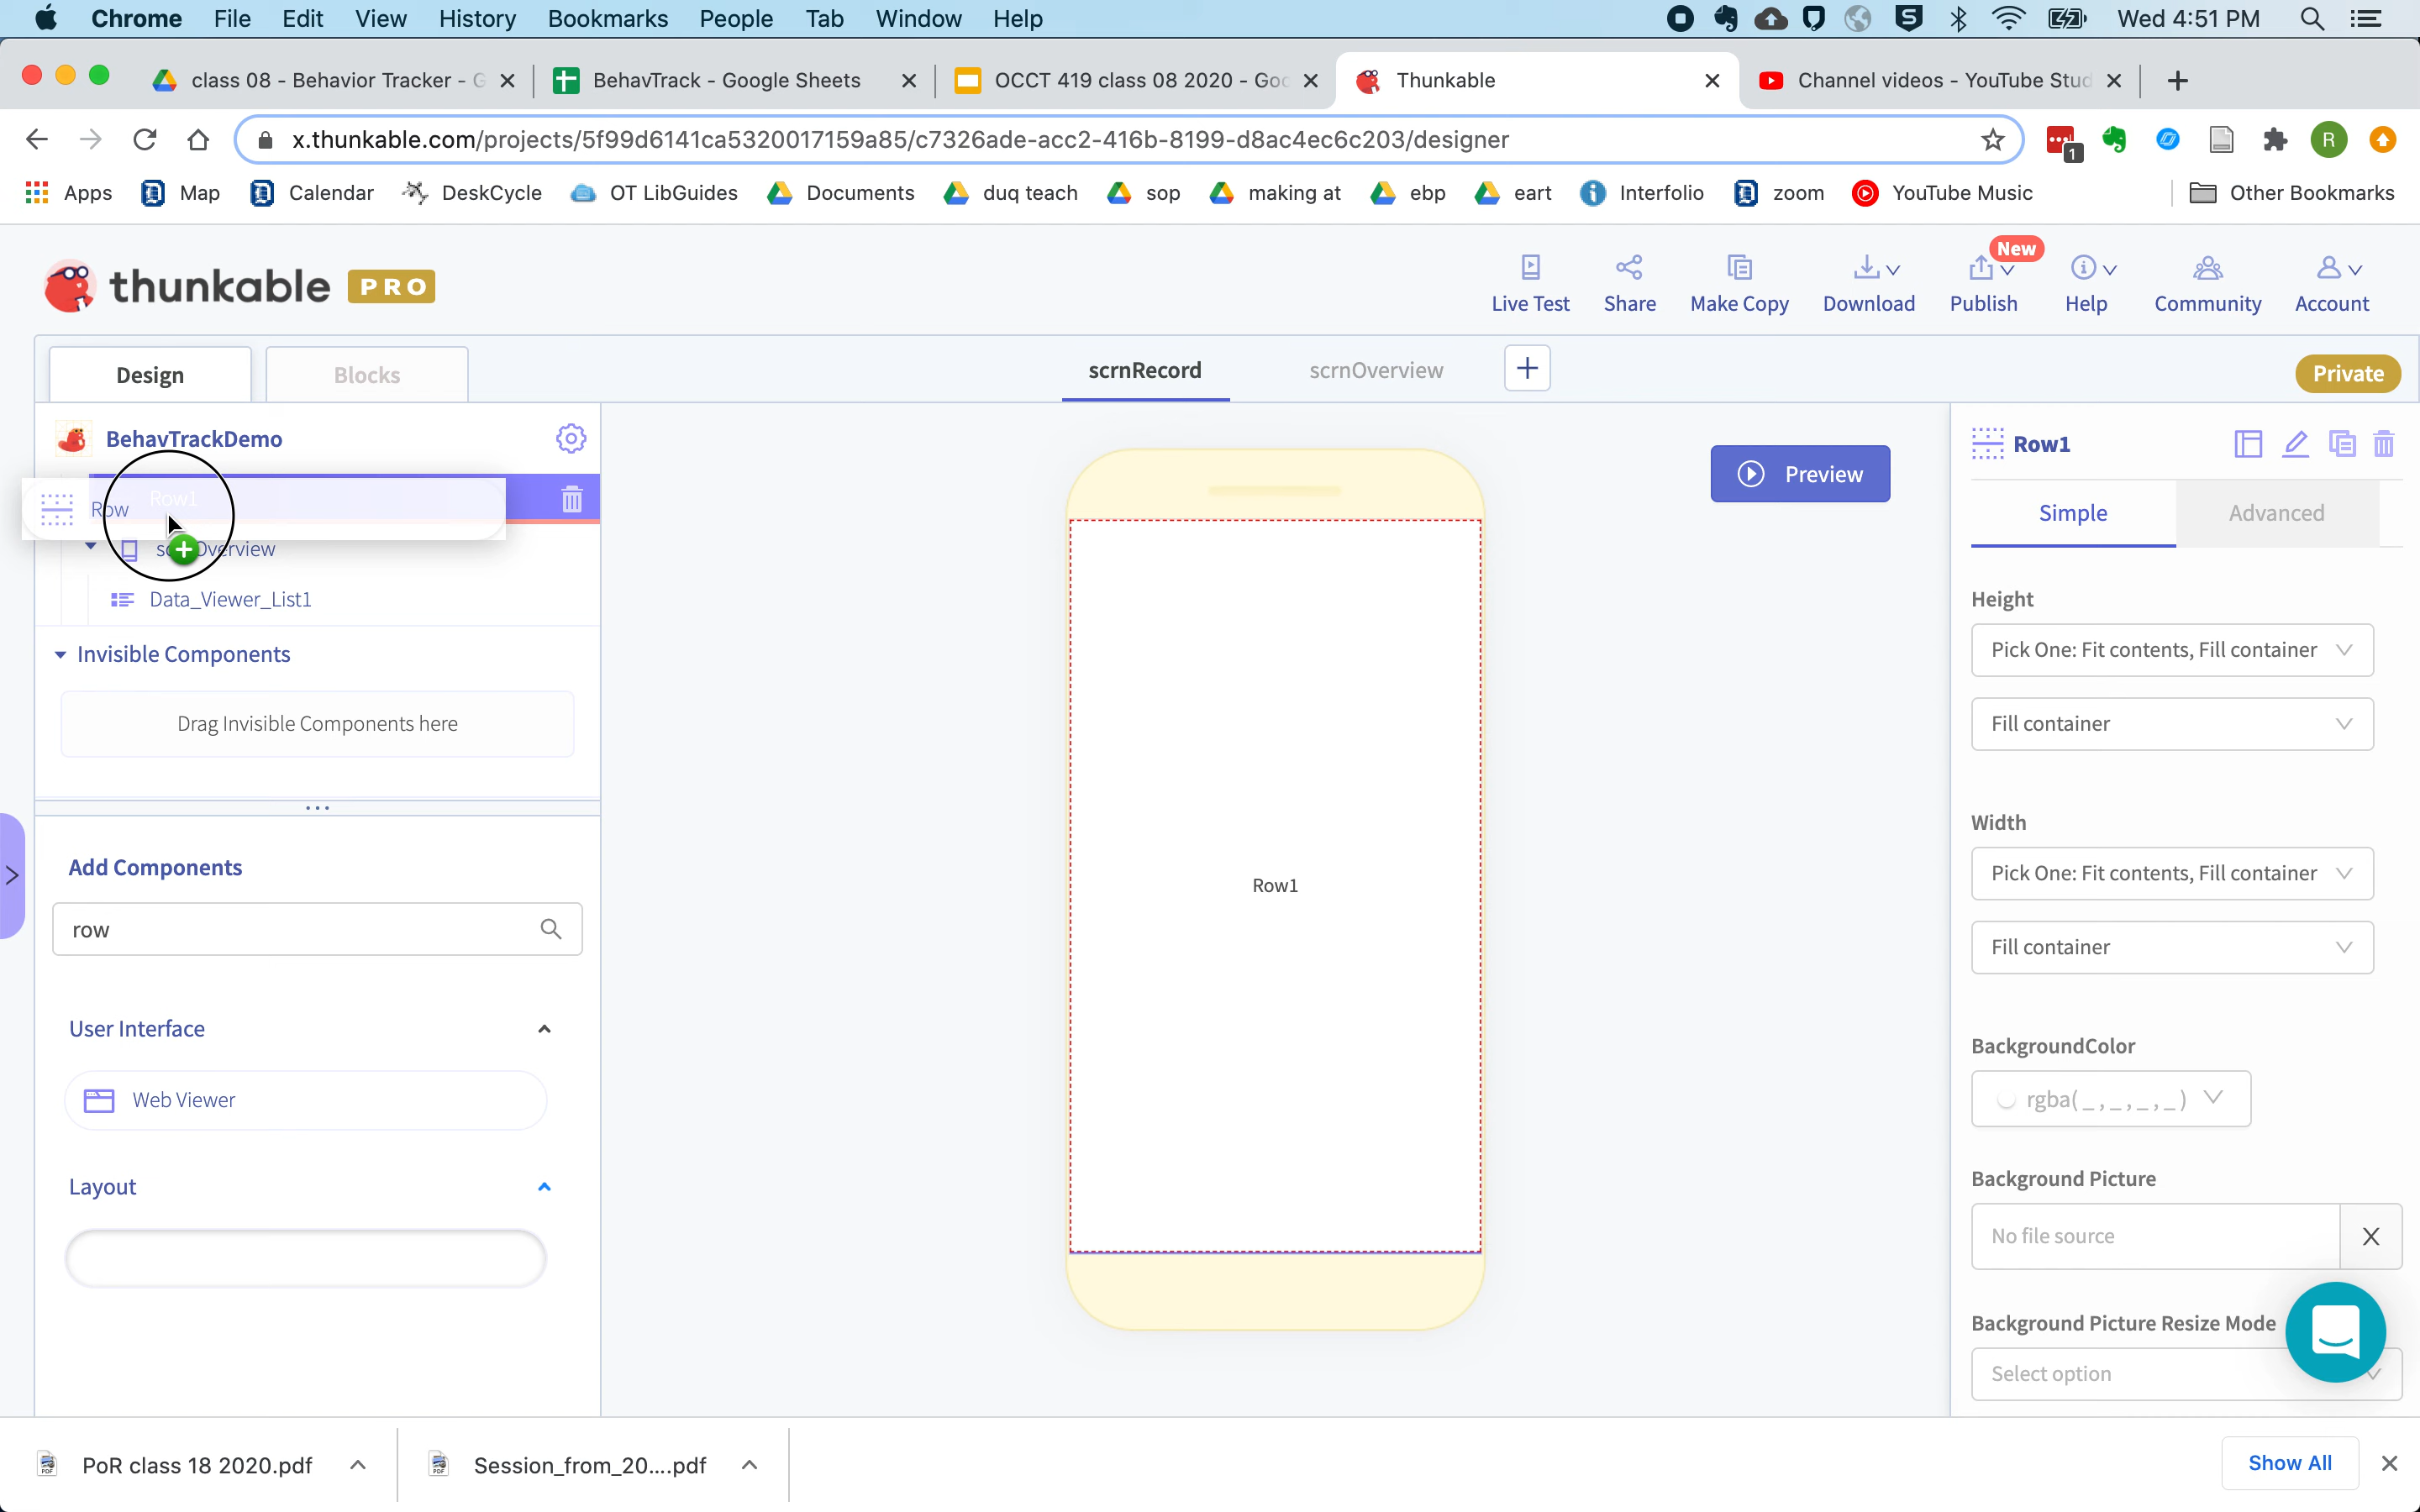 Chrome File Edit View History Bookmarks People Tab Window Help Wed 4:51 PM
class 08 - Behavior Tracker - G BehavTrack - Google Sheets OCCT 419 class 08 2020 - Goo Thunkable Channel videos - YouTube Stud
x.thunkable.com/projects/5f99d6141ca5320017159a85/c7326ade-acc2-416b-8199-d8ac4ec6c203/designer 1 R
Apps Map Calendar DeskCycle OT LibGuides Documents duq teach sop making at ebp eart Interfolio zoom YouTube Music Other Bookmarks
thunkable PRO
New
Live Test Share Make Copy Download Publish Help Community Account
Design Blocks scrnRecord scrnOverview + Private
BehavTrackDemo
Row1
Row
Overview
Data_Viewer_List1
Invisible Components
Drag Invisible Components here
Add Components
row
User Interface
Web Viewer
Layout
Preview
Row1
Row1
Simple Advanced
Height
Pick One: Fit contents, Fill container
Fill container
Width
Pick One: Fit contents, Fill container
Fill container
BackgroundColor
rgba( _ , _ , _ , _ )
Background Picture
No file source X
Background Picture Resize Mode
Select option
PoR class 18 2020.pdf Session_from_20....pdf Show All